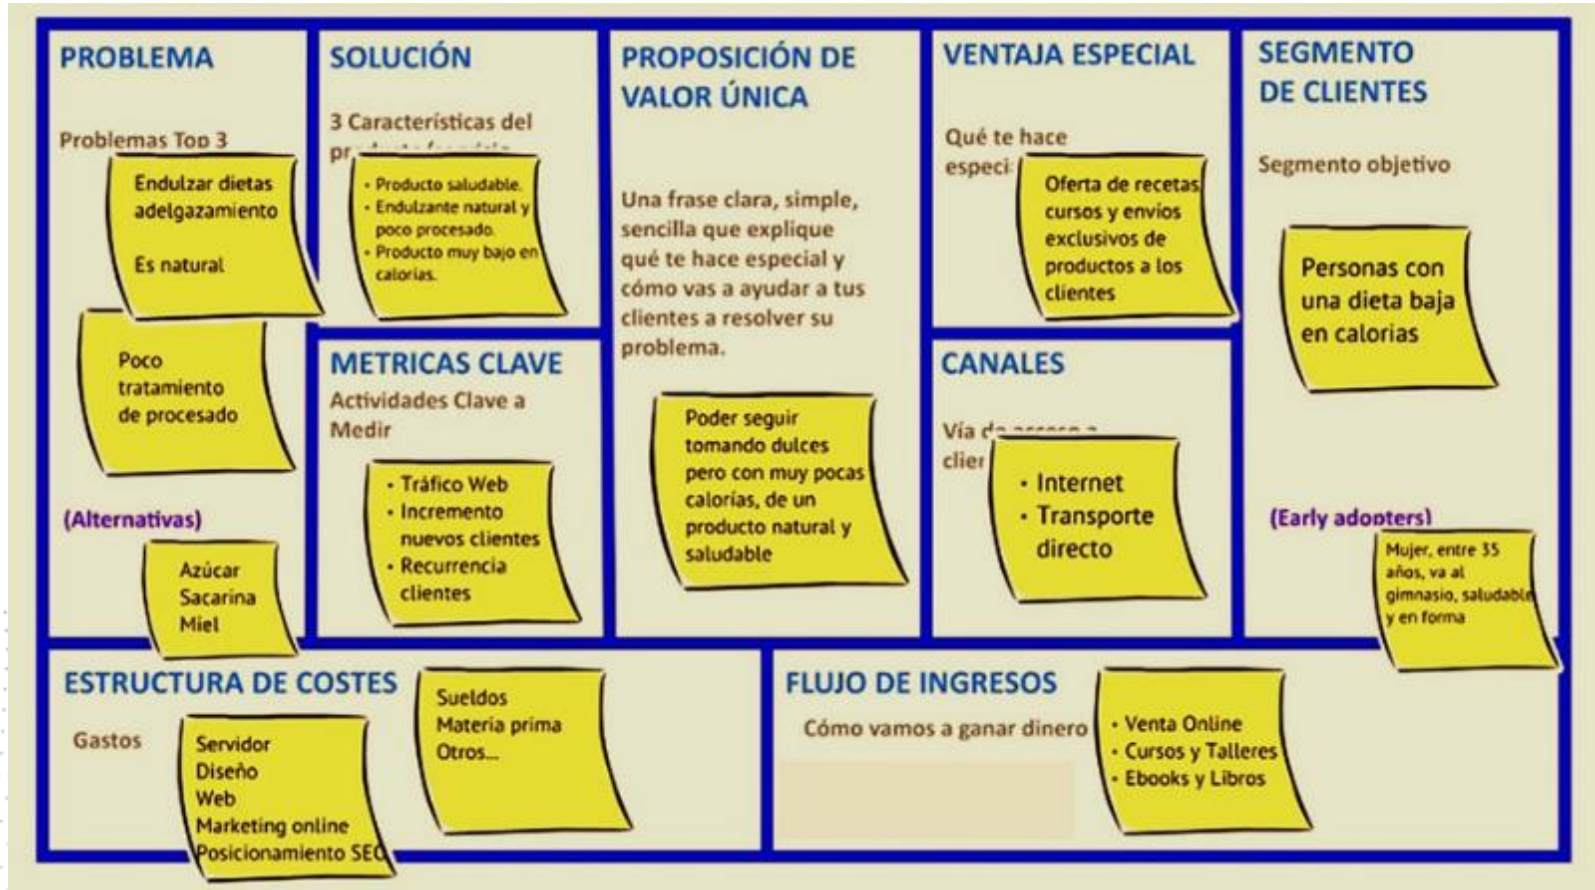 PROBLEMA
Problemas Top 3
Endulzar dietas
adelgazamiento
Es natural
Poco
tratamiento
de procesado
(Alternativas)
Azúcar
Sacarina
Miel
SOLUCIÓN
3 Características del
• Producto saludable.
• Endulzante natural y
poco procesado.
• Producto muy bajo en
calorías.
METRICAS CLAVE
Actividades Clave a
Medir
• Tráfico Web
• Incremento
nuevos clientes
• Recurrencia
clientes
PROPOSICIÓN DE
VALOR ÚNICA
Una frase clara, simple,
sencilla que explique
qué te hace especial y
cómo vas a ayudar a tus
clientes a resolver su
problema.
Poder seguir
tomando dulces
pero con muy pocas
calorías, de un
producto natural y
saludable
VENTAJA ESPECIAL
Qué te hace
Oferta de recetas,
cursos y envíos
exclusivos de
productos a los
clientes
CANALES
Vía
• Internet
• Transporte
directo
SEGMENTO
DE CLIENTES
Segmento objetivo
Personas con
una dieta baja
en calorias
(Early adopters)
Mujer, entre 35
años, va al
gimnasio, saludable
y en forma
ESTRUCTURA DE COSTES
Gastos
Servidor
Diseño
Web
Marketing online
Posicionamiento SEO
Sueldos
Materia prima
Otros...
FLUJO DE INGRESOS
Cómo vamos a ganar dinero
• Venta Online
• Cursos y Talleres
• Ebooks y Libros